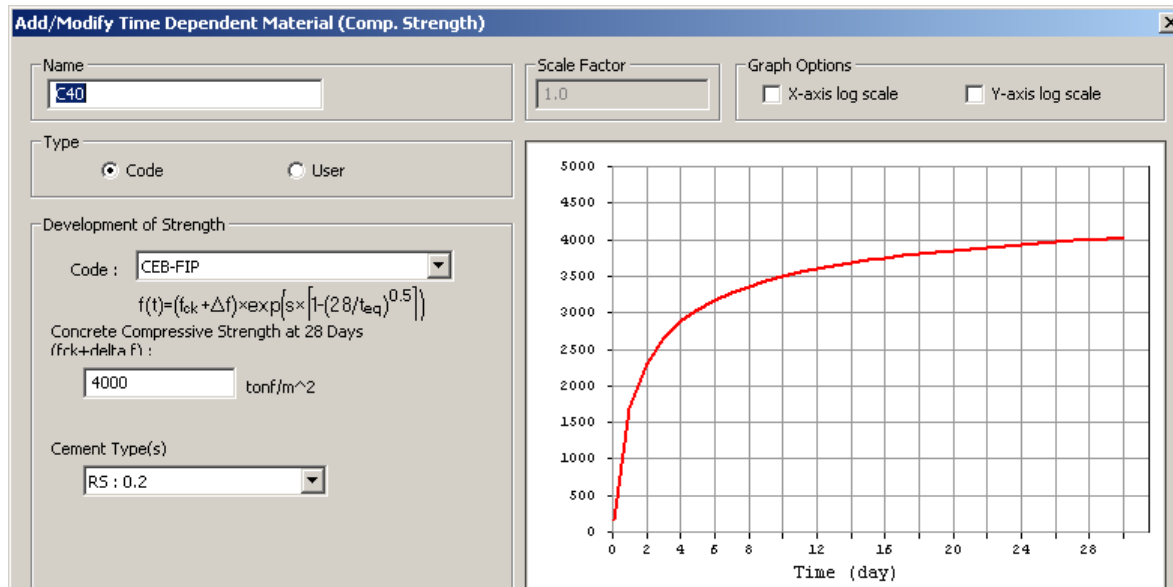 Add/Modify Time Dependent Material (Comp. Strength)
Name
C40
Scale Factor
1.0
Graph Options
X-axis log scale
Y-axis log scale
Type
Code
User
Development of Strength
Code :
CEB-FIP
f(t)=(fck+Δf)×exp{s×[1-(28/teq)^0.5]}
Concrete Compressive Strength at 28 Days
(fck+delta f) :
4000
tonf/m^2
Cement Type(s)
RS : 0.2
5000
4500
4000
3500
3000
2500
2000
1500
1000
500
0
0 2 4 6 8 12 16 20 24 28
Time (day)